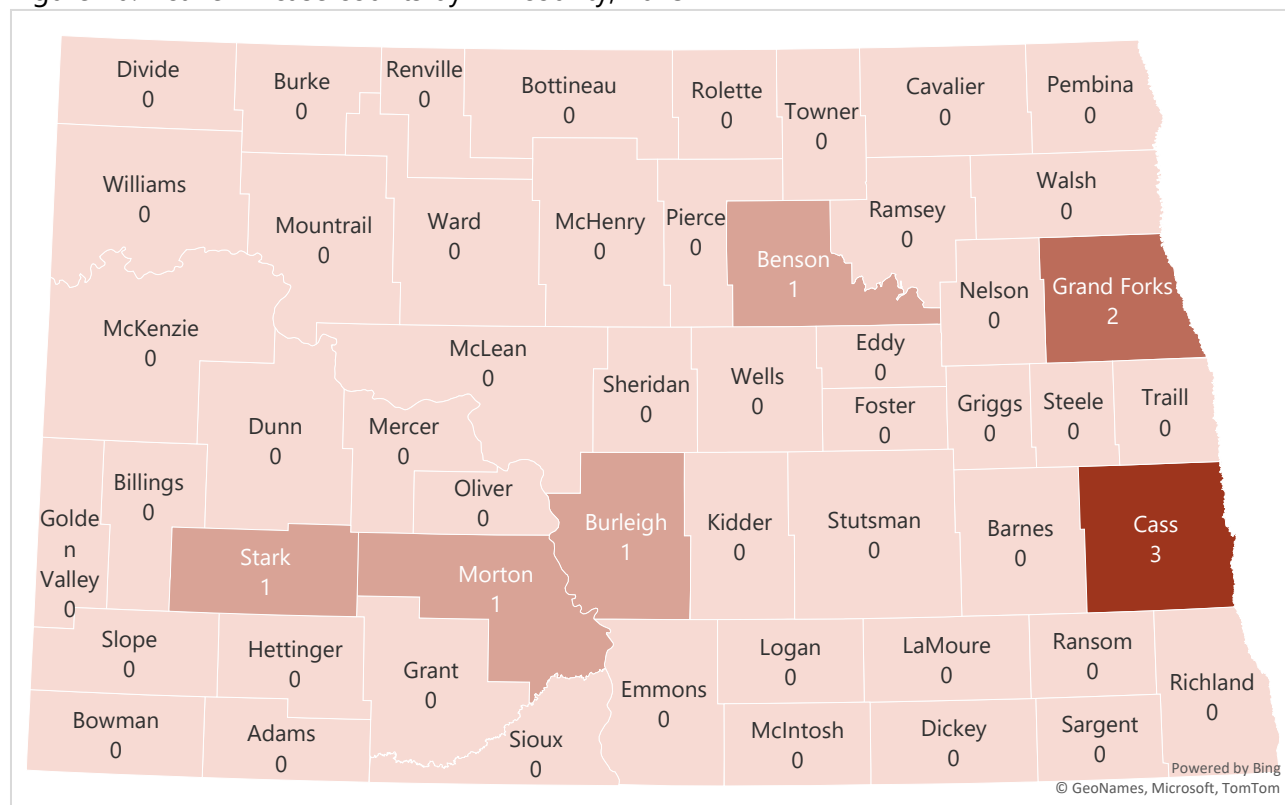 Divide
0
Burke
0
Renville
0
Bottineau
0
Rolette
0
Towner
0
Cavalier
0
Pembina
0
Williams
0
Mountrail
0
Ward
0
McHenry
0
Pierce
0
Benson
1
Ramsey
0
Walsh
0
Nelson
0
Grand Forks
2
McKenzie
0
McLean
0
Sheridan
0
Wells
0
Eddy
0
Foster
0
Griggs
0
Steele
0
Traill
0
Dunn
0
Mercer
0
Oliver
0
Billings
0
Golde
n
Valley
0
Stark
1
Morton
1
Burleigh
1
Kidder
0
Stutsman
0
Barnes
0
Cass
3
Slope
0
Hettinger
0
Grant
0
Emmons
0
Logan
0
LaMoure
0
Ransom
0
Richland
0
Bowman
0
Adams
0
Sioux
0
McIntosh
0
Dickey
0
Sargent
0
Powered by Bing
© GeoNames, Microsoft, TomTom